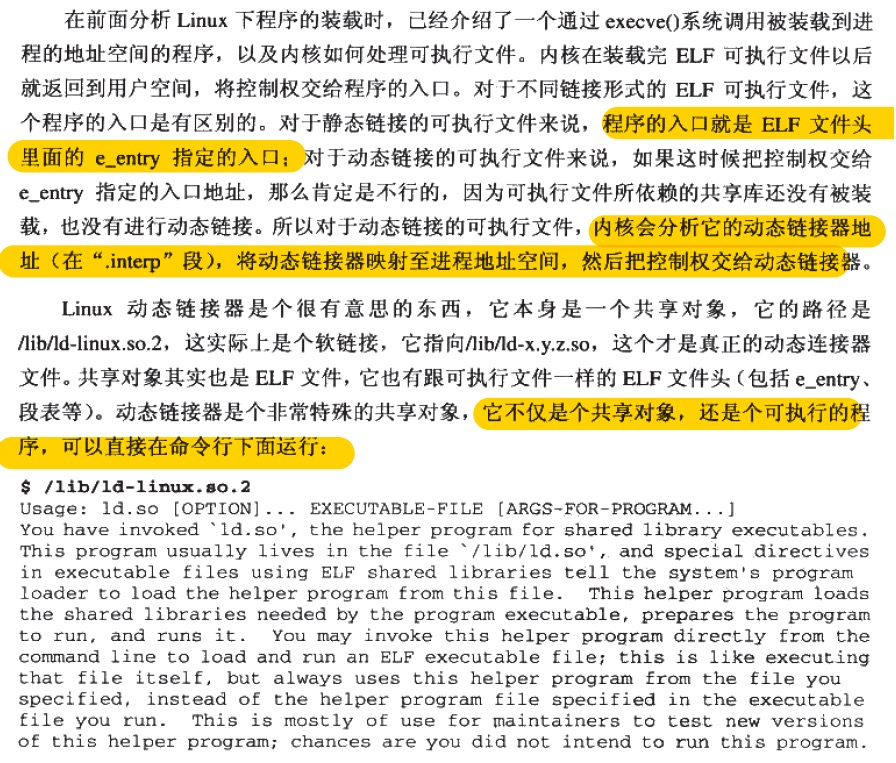 在前面分析 Linux 下程序的装载时，已经介绍了一个通过 execve()系统调用被装载到进
程的地址空间的程序，以及内核如何处理可执行文件。内核在装载完 ELF 可执行文件以后
就返回到用户空间，将控制权交给程序的入口。对于不同链接形式的 ELF 可执行文件，这
个程序的入口是有区别的。对于静态链接的可执行文件来说，程序的入口就是 ELF 文件头
里面的 e_entry 指定的入口；对于动态链接的可执行文件来说，如果这时候把控制权交给
e_entry 指定的入口地址，那么肯定是不行的，因为可执行文件所依赖的共享库还没有被装
载，也没有进行动态链接。所以对于动态链接的可执行文件，内核会分析它的动态链接器地
址（在“.interp”段），将动态链接器映射至进程地址空间，然后把控制权交给动态链接器。
Linux 动态链接器是个很有意思的东西，它本身是一个共享对象，它的路径是
/lib/ld-linux.so.2，这实际上是个软链接，它指向/lib/ld-x.y.z.so，这个才是真正的动态连接器
文件。共享对象其实也是 ELF 文件，它也有跟可执行文件一样的 ELF 文件头（包括 e_entry、
段表等）。动态链接器是个非常特殊的共享对象，它不仅是个共享对象，还是个可执行的程
序，可以直接在命令行下面运行：
$ /lib/ld-linux.so.2
Usage: ld.so [OPTION]... EXECUTABLE-FILE [ARGS-FOR-PROGRAM...]
You have invoked `ld.so', the helper program for shared library executables.
This program usually lives in the file `/lib/ld.so', and special directives
in executable files using ELF shared libraries tell the system's program
loader to load the helper program from this file.  This helper program loads
the shared libraries needed by the program executable, prepares the program
to run, and runs it.  You may invoke this helper program directly from the
command line to load and run an ELF executable file; this is like executing
that file itself, but always uses this helper program from the file you
specified, instead of the helper program file specified in the executable
file you run.  This is mostly of use for maintainers to test new versions
of this helper program; chances are you did not intend to run this program.